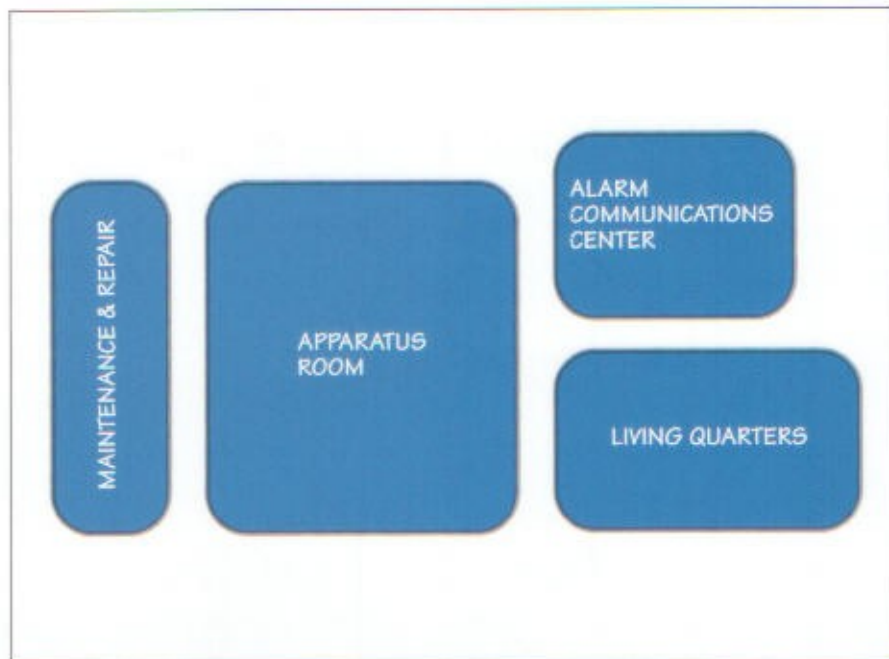 MAINTENANCE & REPAIR
APPARATUS
ROOM
ALARM
COMMUNICATIONS
CENTER
LIVING QUARTERS